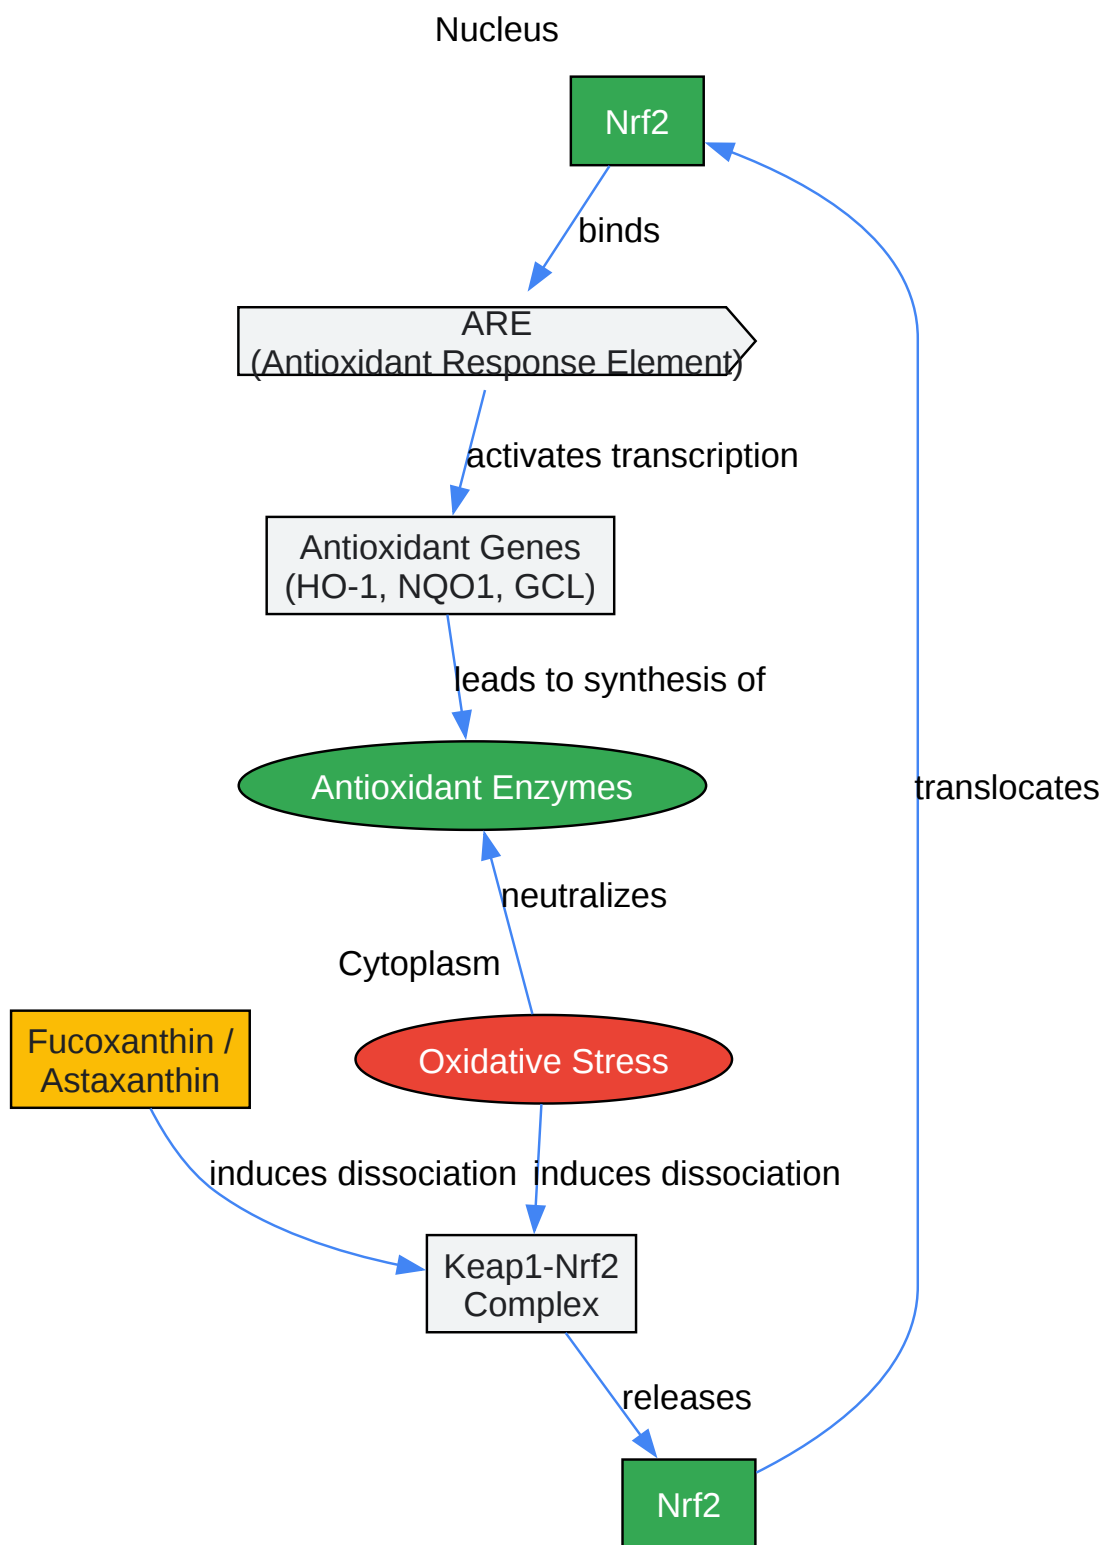 Nucleus
Nrf2
binds
ARE
(Antioxidant Response Element)
activates transcription
Antioxidant Genes
(HO-1, NQO1, GCL)
leads to synthesis of
Antioxidant Enzymes
translocates
neutralizes
Cytoplasm
Fucoxanthin /
Astaxanthin
Oxidative Stress
induces dissociation
induces dissociation
Keap1-Nrf2
Complex
releases
Nrf2